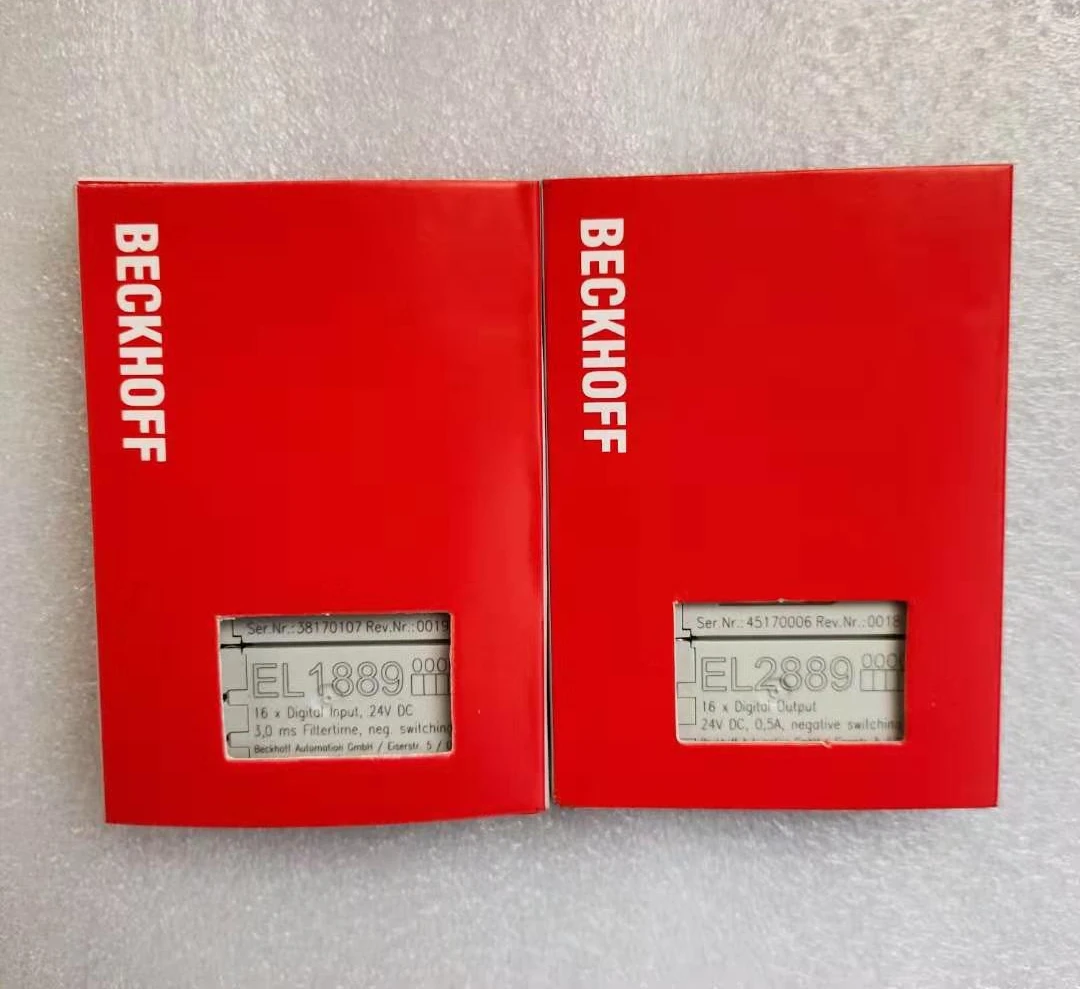 BECKHOFF
Ser.Nr.:38170107 Rev.Nr.:0019
EL1889
000
16 x Digital Input, 24V DC
3,0 ms Filtertime, neg. switching
Beckhoff Automation GmbH / Eiserstr. 5 /
BECKHOFF
Ser.Nr.:45170006 Rev.Nr.:0018
EL2889
000
16 x Digital Output
24V DC, 0,5A, negative switching